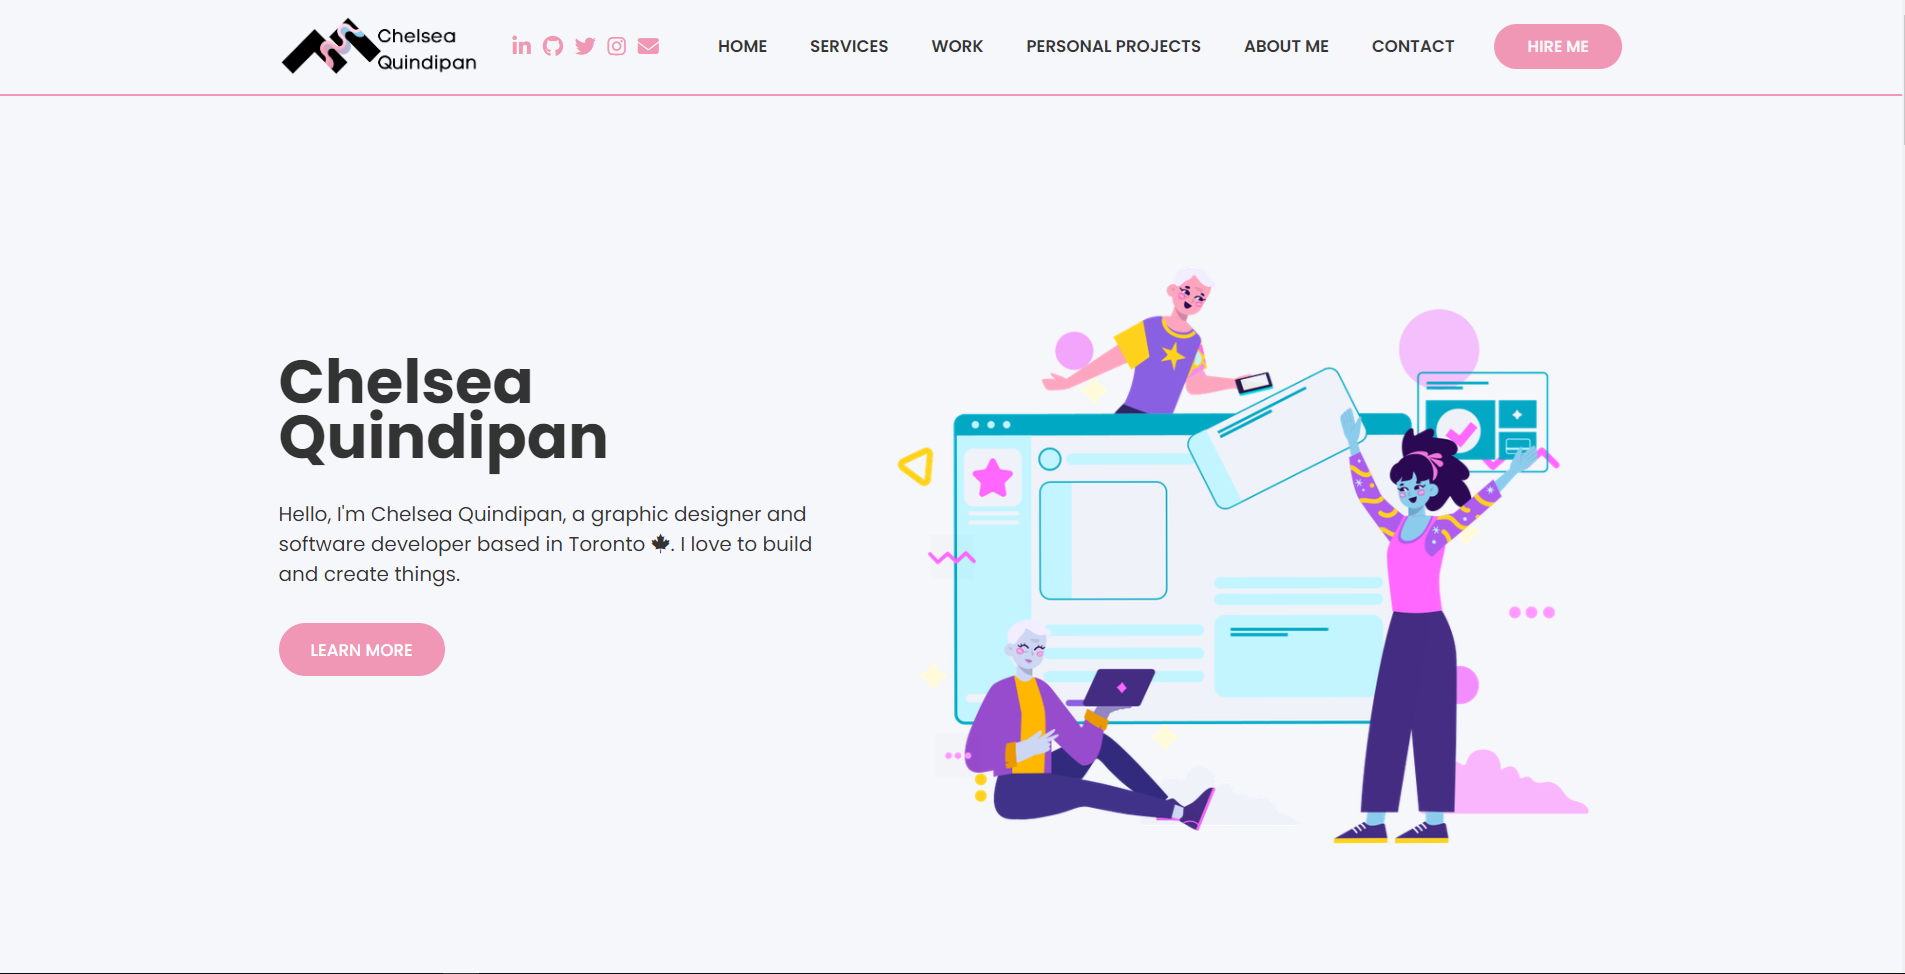 Chelsea
Quindipan
HOME
SERVICES
WORK
PERSONAL PROJECTS
ABOUT ME
CONTACT
HIRE ME
Chelsea
Quindipan
Hello, I'm Chelsea Quindipan, a graphic designer and
software developer based in Toronto 🍁. I love to build
and create things.
LEARN MORE